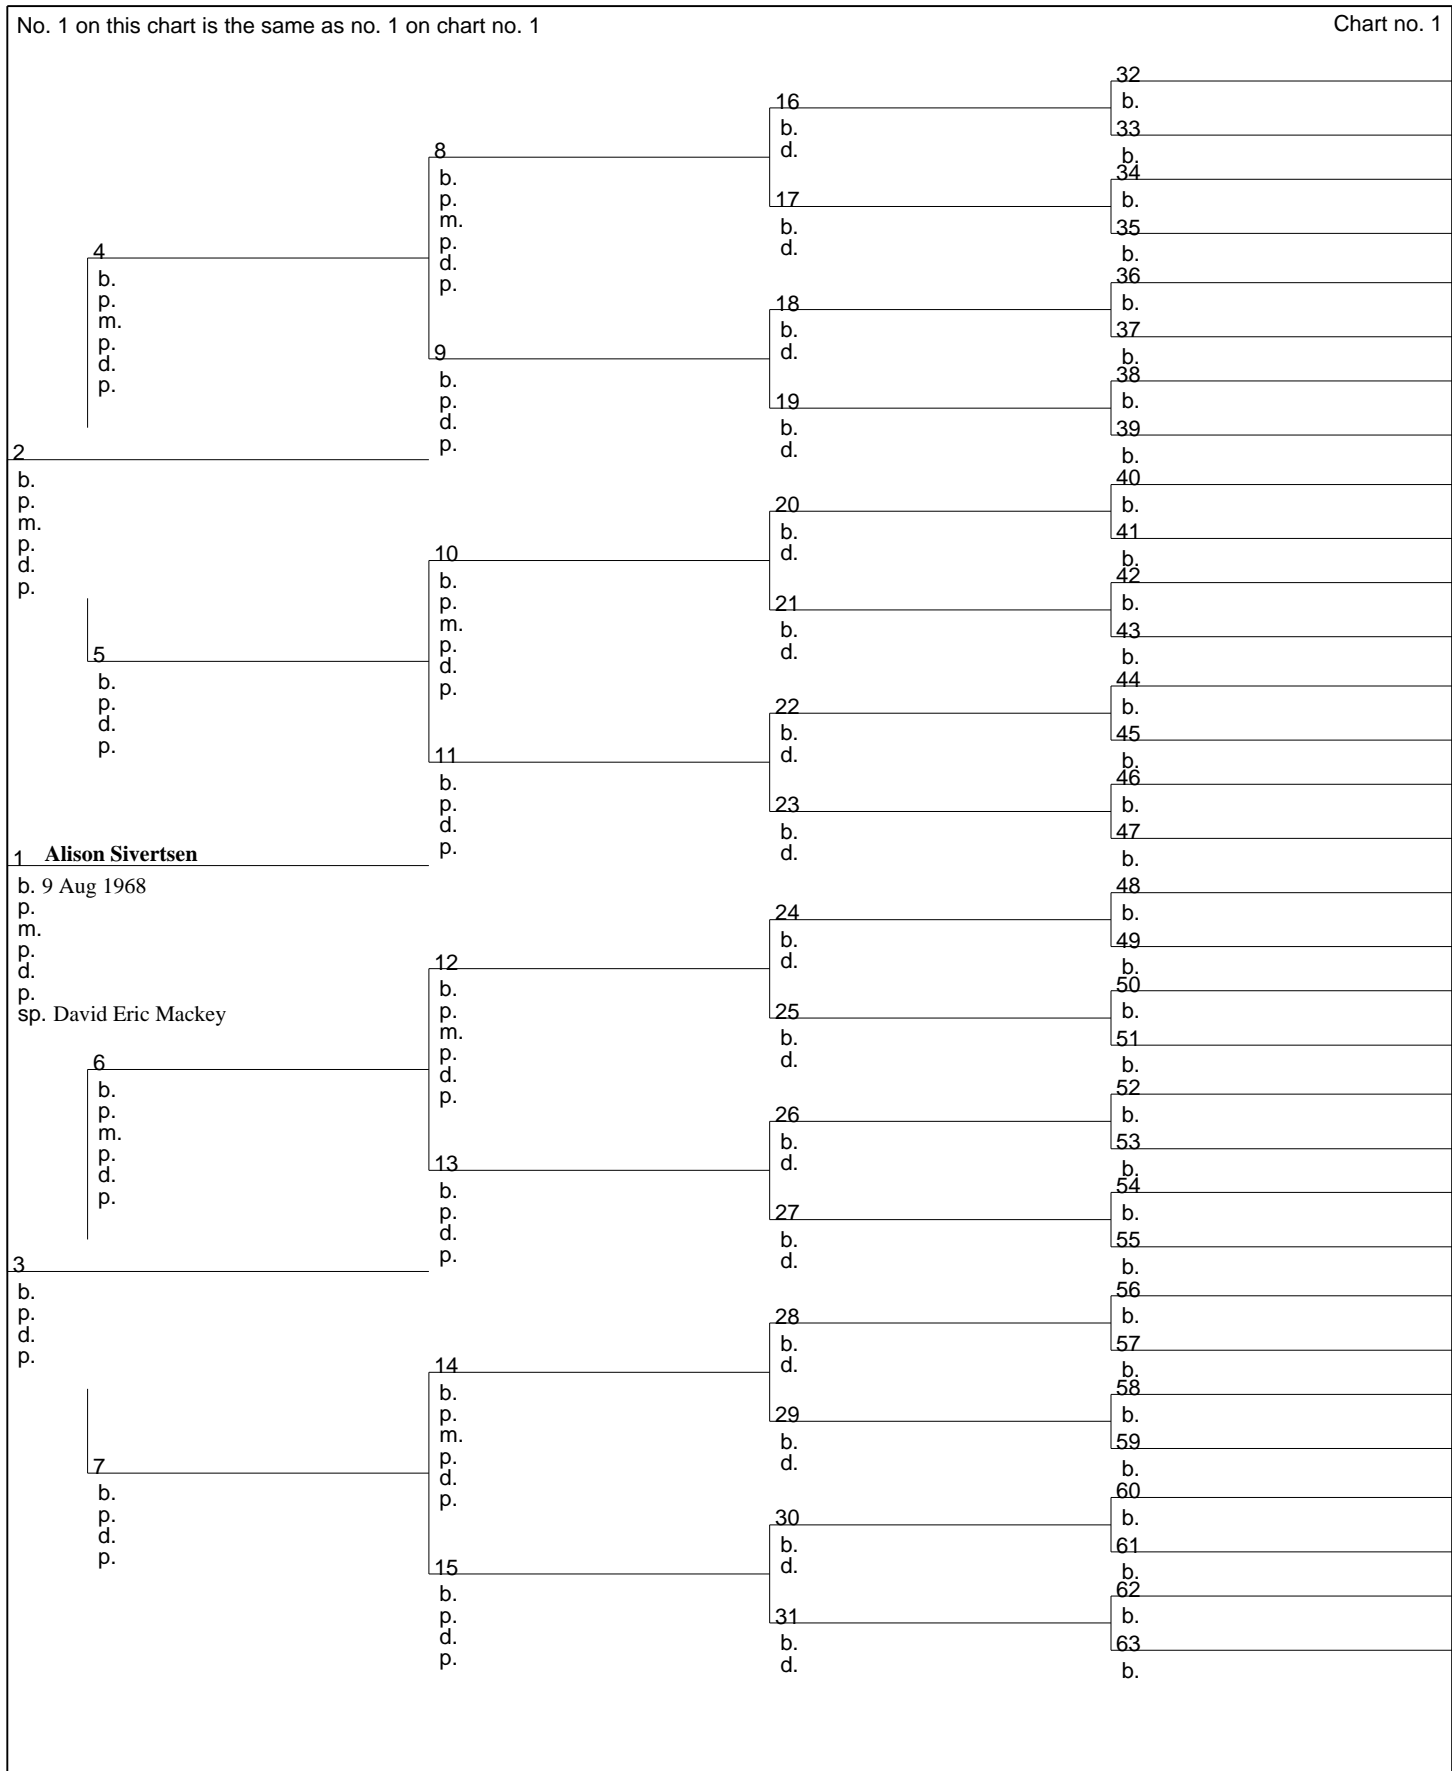 No. 1 on this chart is the same as no. 1 on chart no. 1
Chart no. 1
4
b.
p.
m.
p.
d.
p.
2
b.
p.
m.
p.
d.
p.
5
b.
p.
d.
p.
1 Alison Sivertsen
b. 9 Aug 1968
p.
m.
p.
d.
p.
sp. David Eric Mackey
6
b.
p.
m.
p.
d.
p.
3
b.
p.
d.
p.
7
b.
p.
d.
p.
8
b.
p.
m.
p.
d.
p.
9
b.
p.
d.
p.
10
b.
p.
m.
p.
d.
p.
11
b.
p.
d.
p.
12
b.
p.
m.
p.
d.
p.
13
b.
p.
d.
p.
14
b.
p.
m.
p.
d.
p.
15
b.
p.
d.
p.
16
b.
d.
17
b.
d.
18
b.
d.
19
b.
d.
20
b.
d.
21
b.
d.
22
b.
d.
23
b.
d.
24
b.
d.
25
b.
d.
26
b.
d.
27
b.
d.
28
b.
d.
29
b.
d.
30
b.
d.
31
b.
d.
32
b.
33
b.
34
b.
35
b.
36
b.
37
b.
38
b.
39
b.
40
b.
41
b.
42
b.
43
b.
44
b.
45
b.
46
b.
47
b.
48
b.
49
b.
50
b.
51
b.
52
b.
53
b.
54
b.
55
b.
56
b.
57
b.
58
b.
59
b.
60
b.
61
b.
62
b.
63
b.